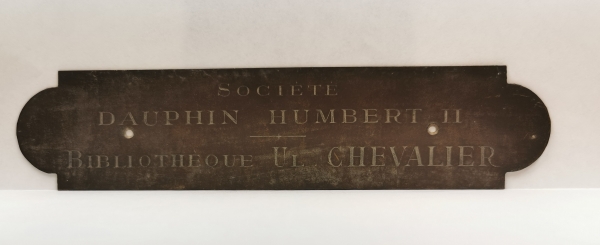 SOCIÉTÉ
DAUPHIN HUMBERT II
BIBLIOTHÈQUE UL. CHEVALIER